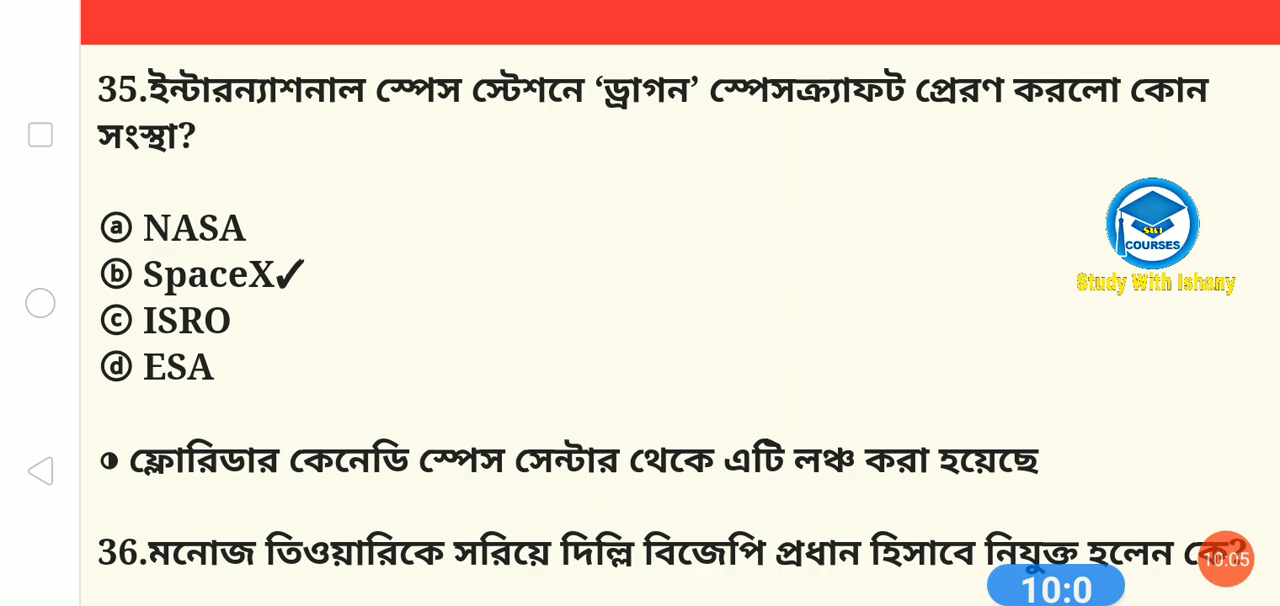 35.ইন্টারন্যাশনাল স্পেস স্টেশনে ‘ড্রাগন’ স্পেসক্র্যাফট প্রেরণ করলো কোন
সংস্থা?
ⓐ NASA
ⓑ SpaceX✓
ⓒ ISRO
ⓓ ESA
SWI
COURSES
Study With Ishany
◑ ফ্লোরিডার কেনেডি স্পেস সেন্টার থেকে এটি লঞ্চ করা হয়েছে
36.মনোজ তিওয়ারিকে সরিয়ে দিল্লি বিজেপি প্রধান হিসাবে নিযুক্ত হলেন কে?
10:05
10:0